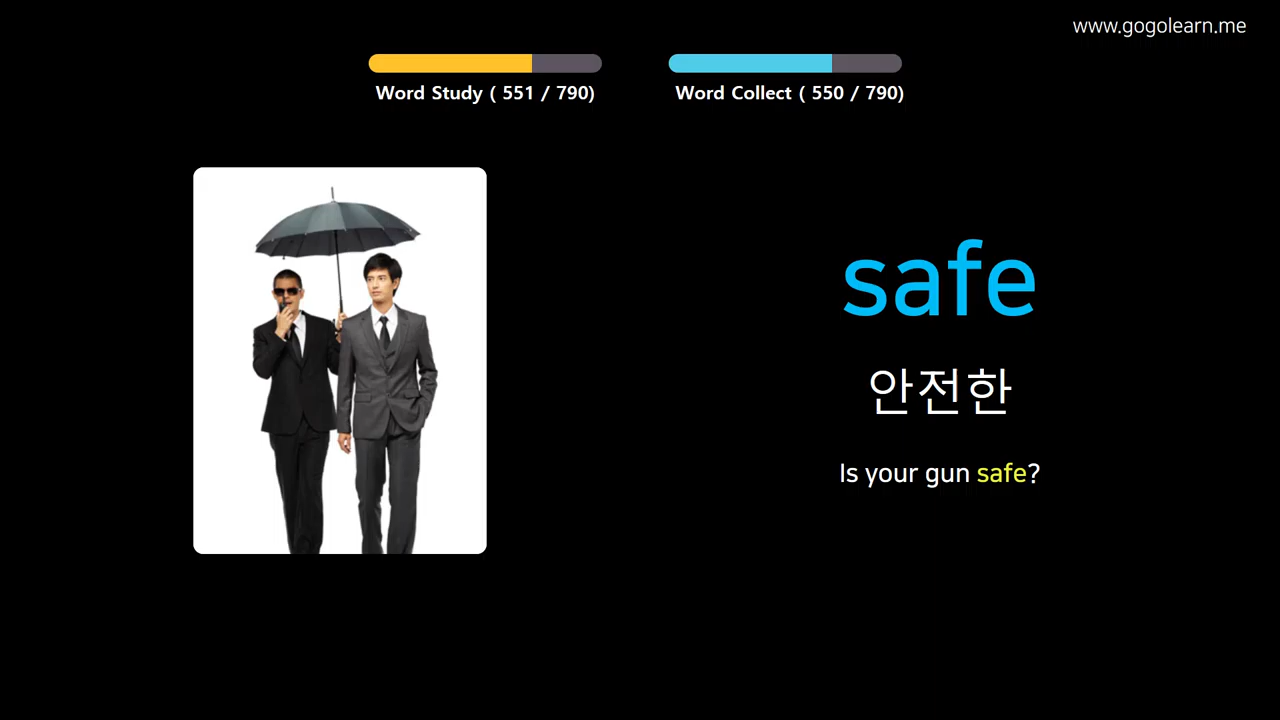 www.gogolearn.me
Word Study ( 551 / 790)
Word Collect ( 550 / 790)
safe
안전한
Is your gun safe?